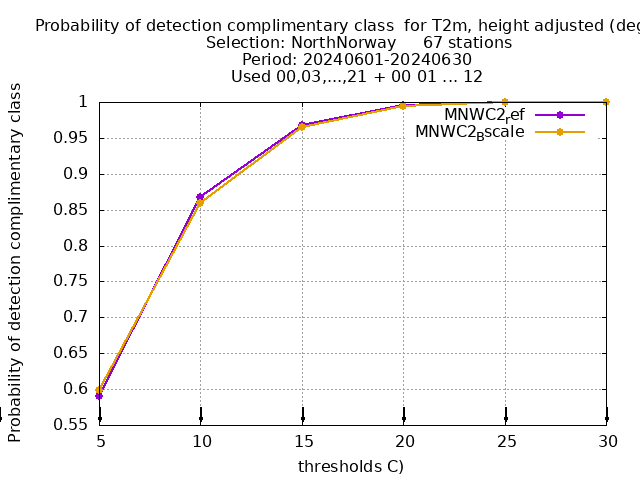 Probability of detection complimentary class for T2m, height adjusted (deg
Selection: NorthNorway 67 stations
Period: 20240601-20240630
Used 00,03,...,21 + 00 01 ... 12
Probability of detection complimentary class
1
0.95
0.9
0.85
0.8
0.75
0.7
0.65
0.6
0.55
MNWC2ref
MNWC2Bscale
5 10 15 20 25 30
thresholds C)